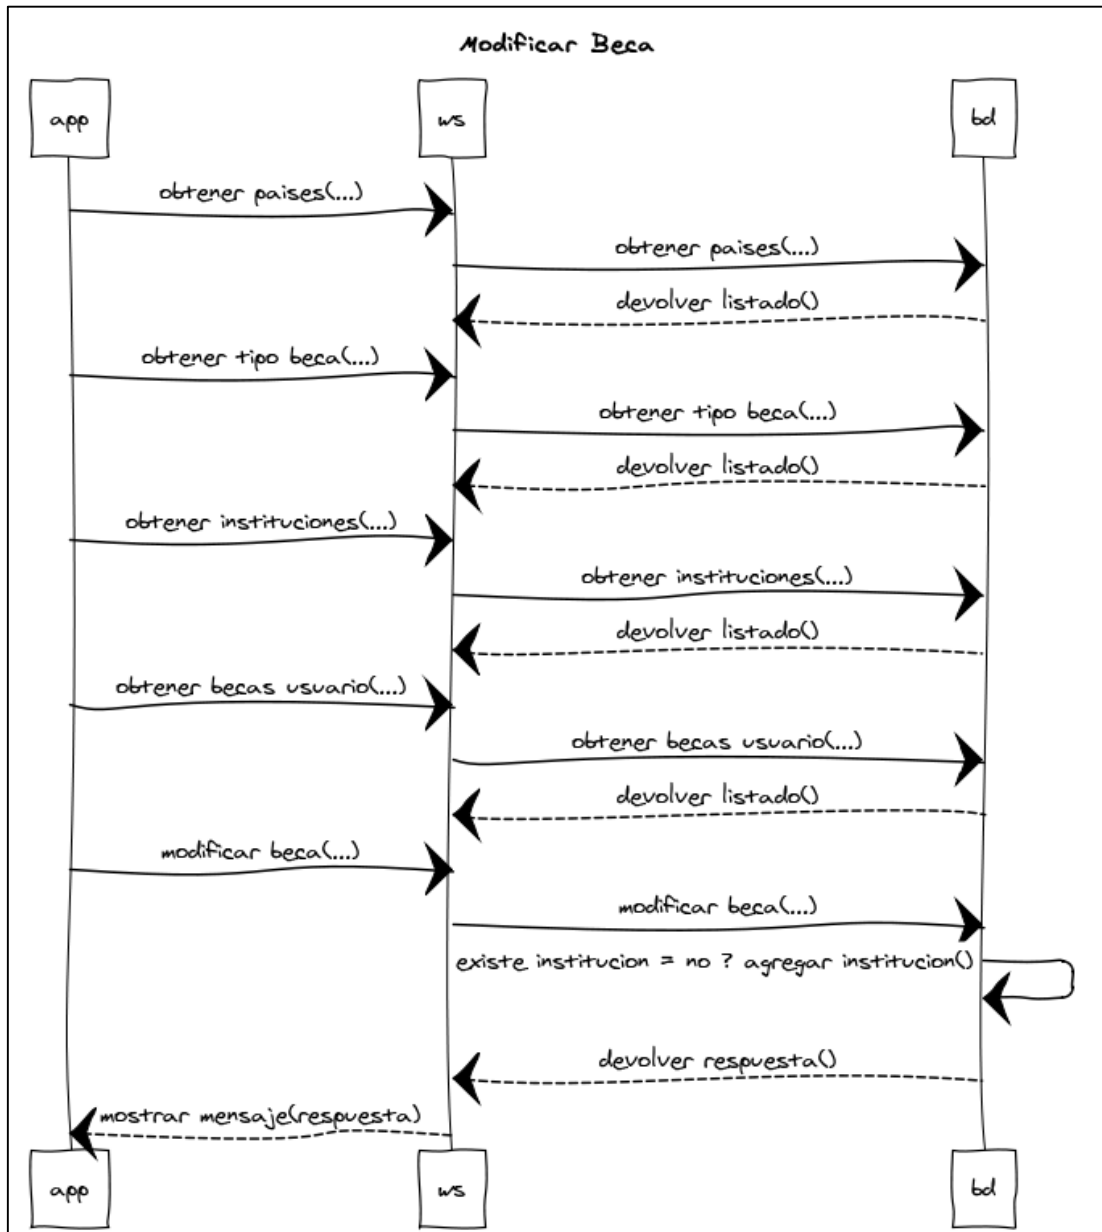 Modificar Beca
app
ws
bd
obtener paises(...)
obtener paises(...)
devolver listado()
obtener tipo beca(...)
obtener tipo beca(...)
devolver listado()
obtener instituciones(...)
obtener instituciones(...)
devolver listado()
obtener becas usuario(...)
obtener becas usuario(...)
devolver listado()
modificar beca(...)
modificar beca(...)
existe institucion = no ? agregar institucion()
devolver respuesta()
mostrar mensaje(respuesta)
app
ws
bd